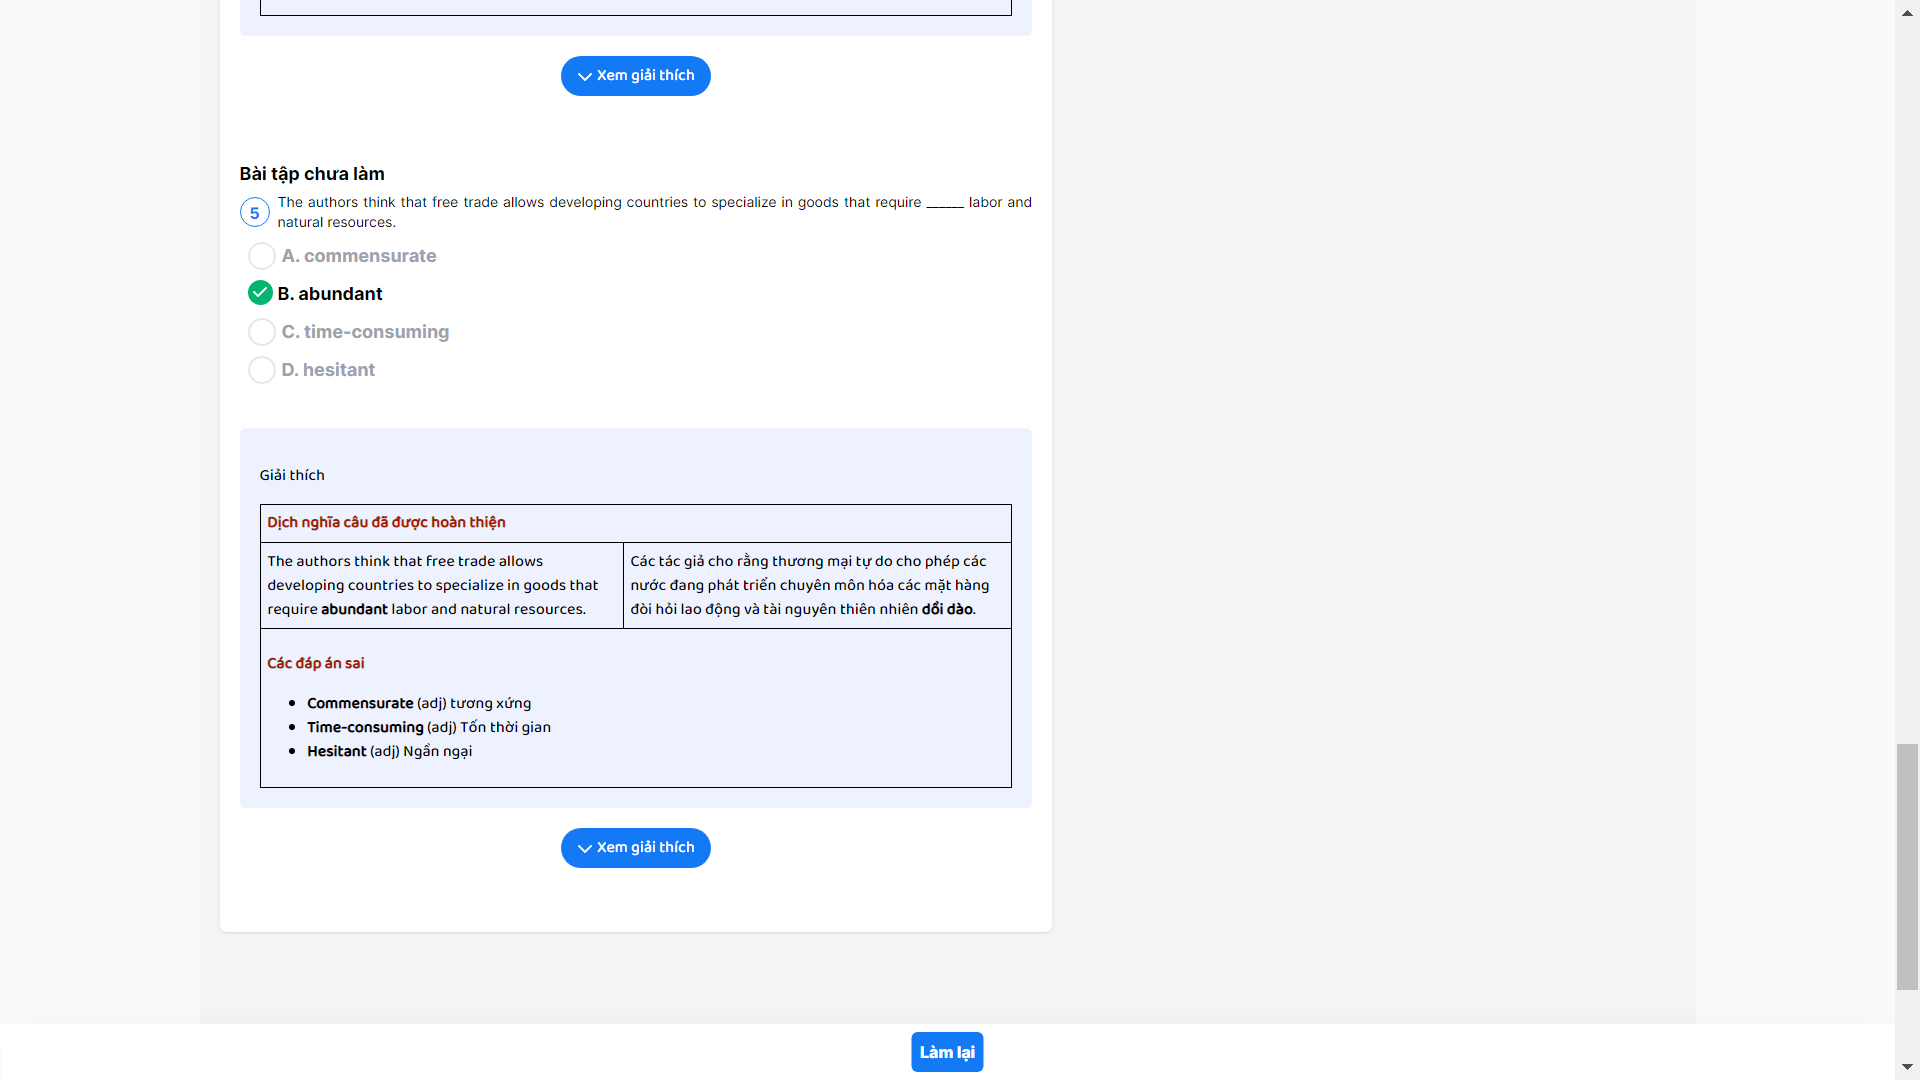 Xem giải thích
Bài tập chưa làm
5
The authors think that free trade allows developing countries to specialize in goods that require ______ labor and
natural resources.
A. commensurate
B. abundant
C. time-consuming
D. hesitant
Giải thích
Dịch nghĩa câu đã được hoàn thiện
The authors think that free trade allows
developing countries to specialize in goods that
require abundant labor and natural resources.
Các tác giả cho rằng thương mại tự do cho phép các
nước đang phát triển chuyên môn hóa các mặt hàng
đòi hỏi lao động và tài nguyên thiên nhiên dồi dào.
Các đáp án sai
Commensurate (adj) tương xứng
Time-consuming (adj) Tốn thời gian
Hesitant (adj) Ngần ngại
Xem giải thích
Làm lại